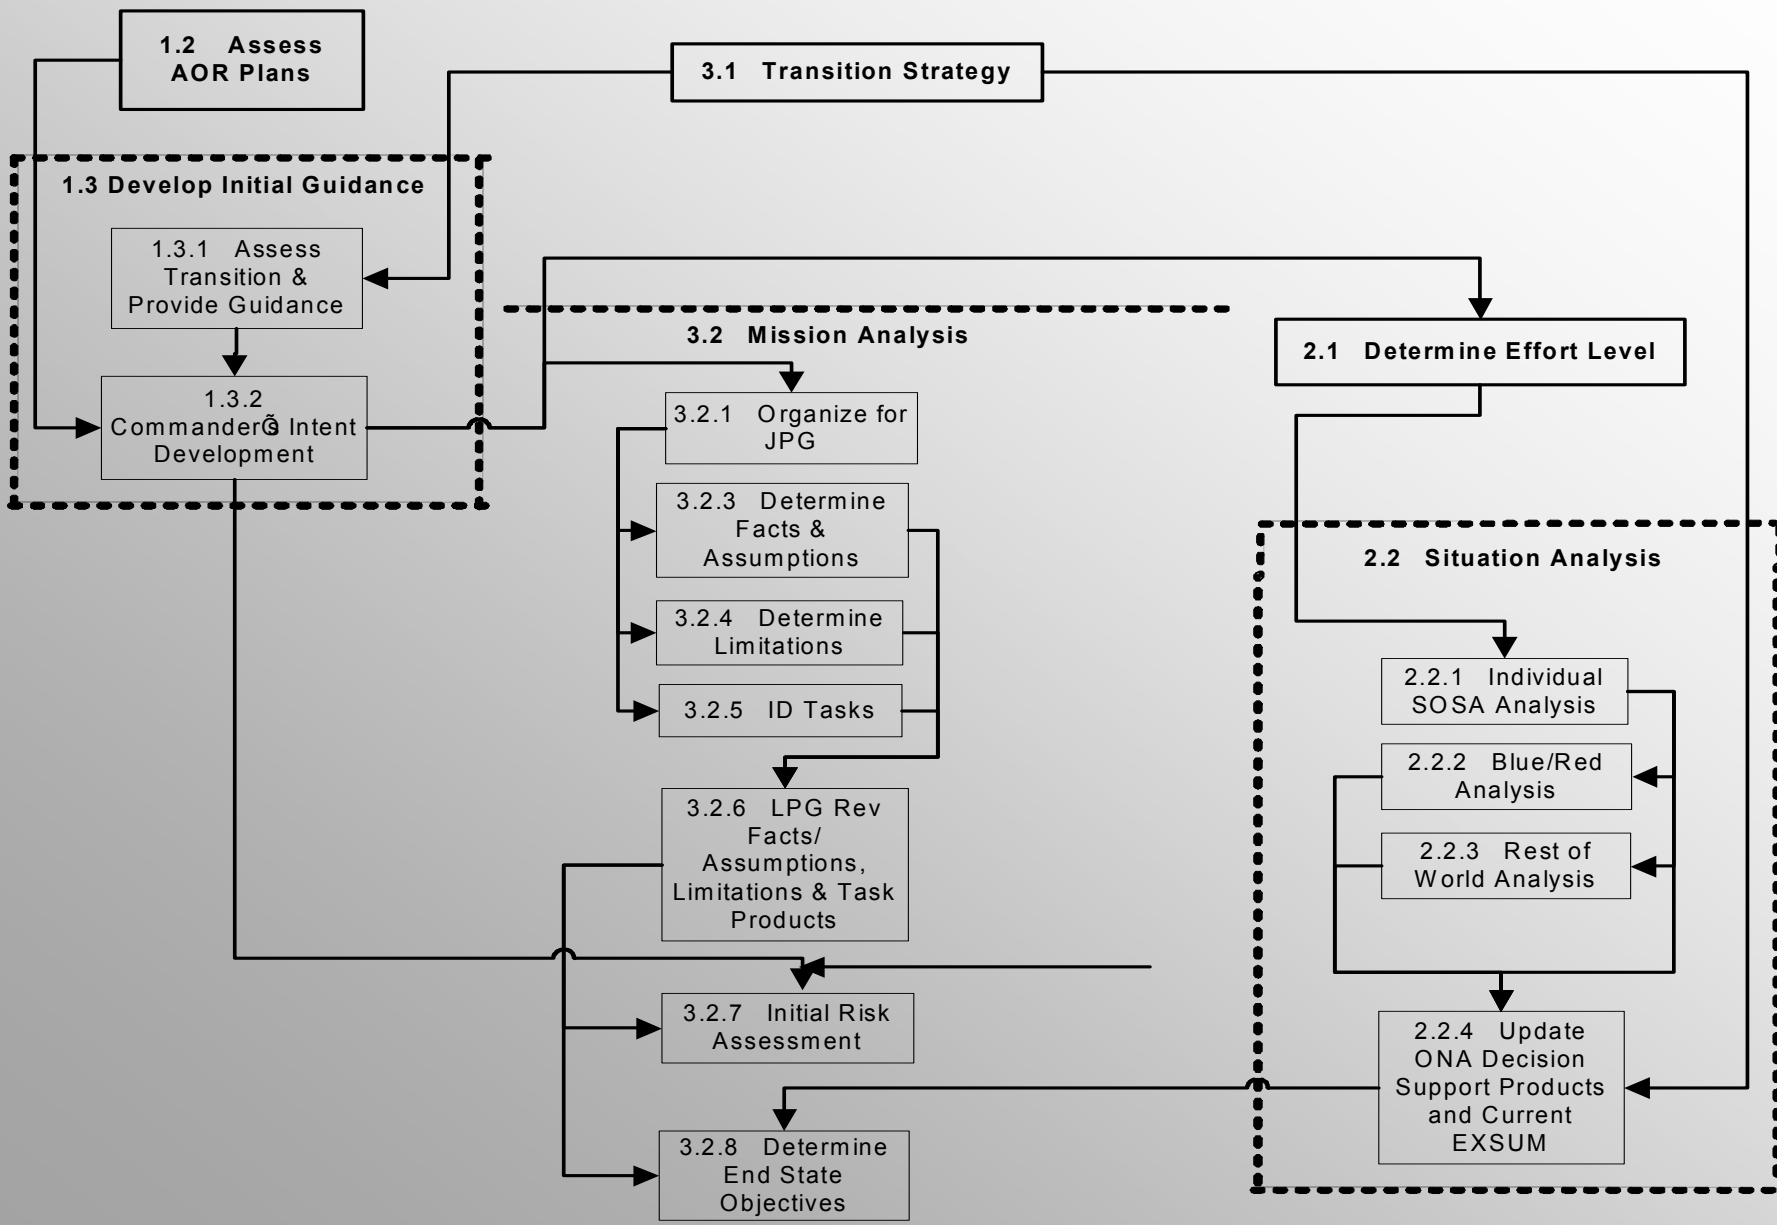 1.2 Assess
AOR Plans
3.1 Transition Strategy
1.3 Develop Initial Guidance
1.3.1 Assess
Transition &
Provide Guidance
1.3.2
CommanderÕs Intent
Development
3.2 Mission Analysis
3.2.1 Organize for
JPG
3.2.3 Determine
Facts &
Assumptions
3.2.4 Determine
Limitations
3.2.5 ID Tasks
3.2.6 LPG Rev
Facts/
Assumptions,
Limitations & Task
Products
3.2.7 Initial Risk
Assessment
3.2.8 Determine
End State
Objectives
2.1 Determine Effort Level
2.2 Situation Analysis
2.2.1 Individual
SOSA Analysis
2.2.2 Blue/Red
Analysis
2.2.3 Rest of
World Analysis
2.2.4 Update
ONA Decision
Support Products
and Current
EXSUM